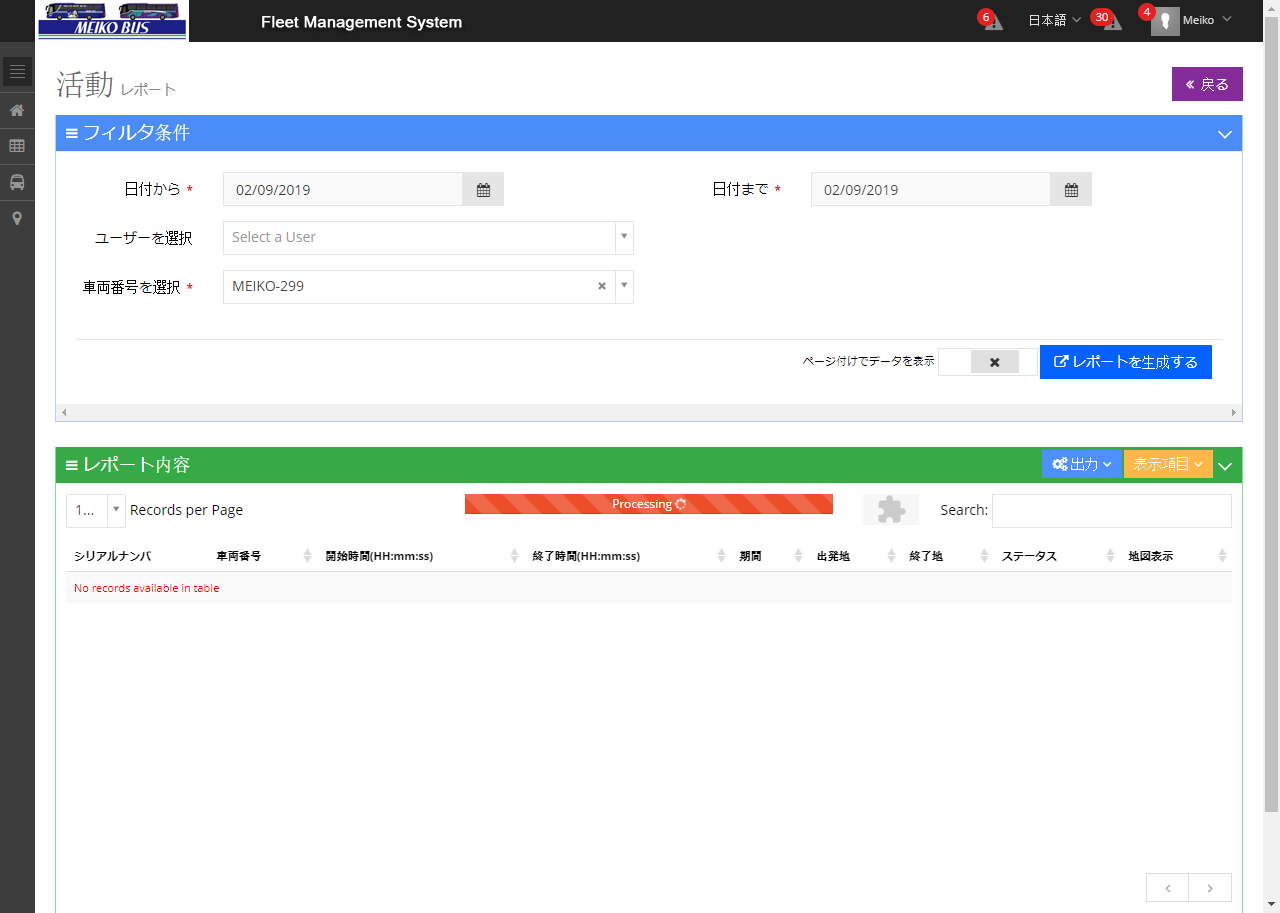 MEIKO BUS
Fleet Management System
6
日本語
30
4
Meiko
活動 レポート
« 戻る
フィルタ条件
日付から *
02/09/2019
日付まで *
02/09/2019
ユーザーを選択
Select a User
車両番号を選択 *
MEIKO-299
ページ付けでデータを表示
レポートを生成する
レポート内容
出力
表示項目
1...
Records per Page
Processing
Search:
シリアルナンバ
車両番号
開始時間(HH:mm:ss)
終了時間(HH:mm:ss)
期間
出発地
終了地
ステータス
地図表示
No records available in table